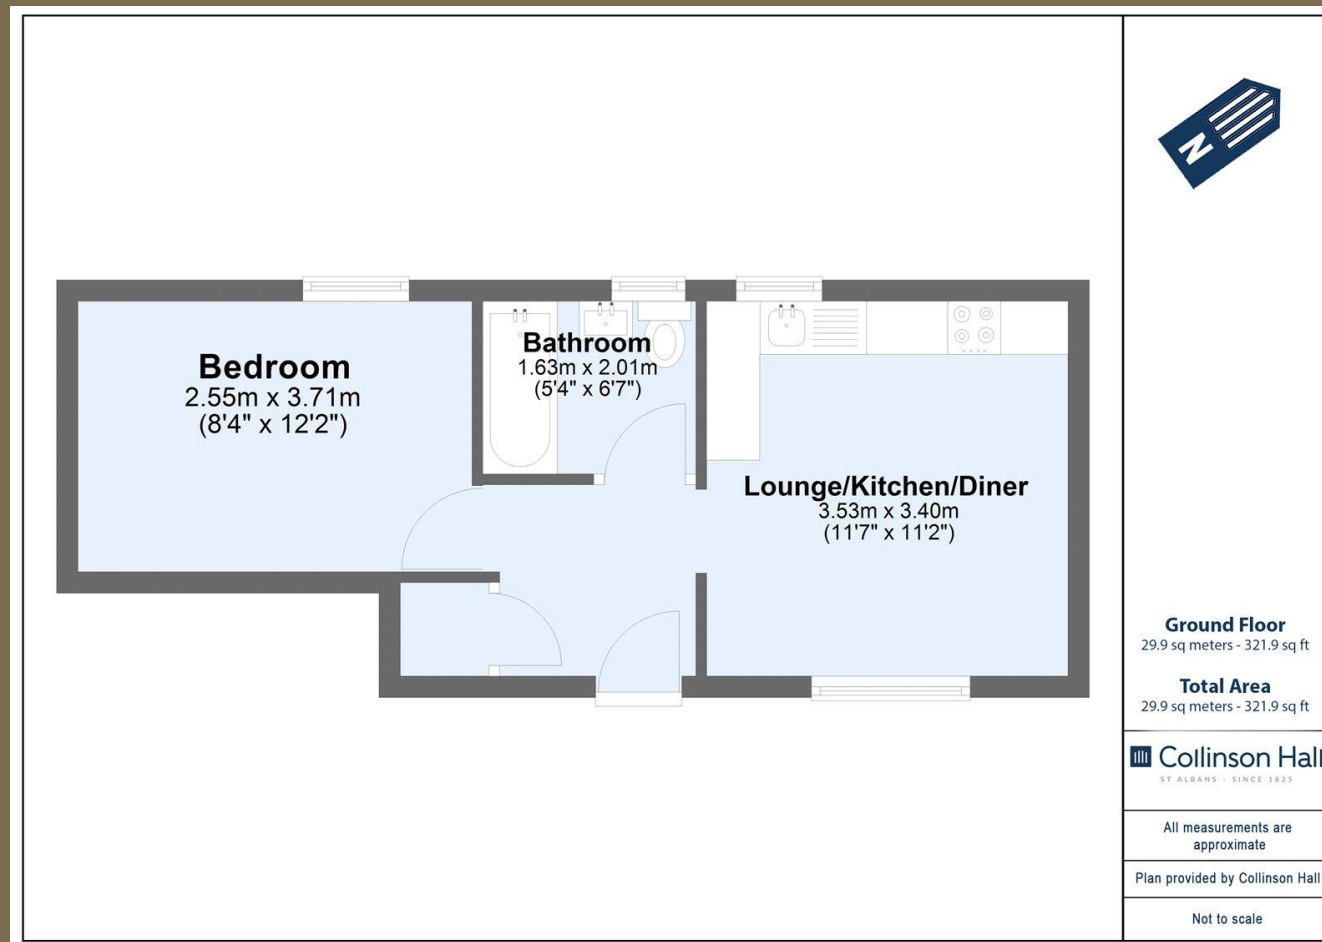 N
Bedroom
2.55m x 3.71m
(8'4" x 12'2")
Bathroom
1.63m x 2.01m
(5'4" x 6'7")
Lounge/Kitchen/Diner
3.53m x 3.40m
(11'7" x 11'2")
Ground Floor
29.9 sq meters - 321.9 sq ft
Total Area
29.9 sq meters - 321.9 sq ft
Collinson Hall
ST ALBANS - SINCE 1825
All measurements are
approximate
Plan provided by Collinson Hall
Not to scale